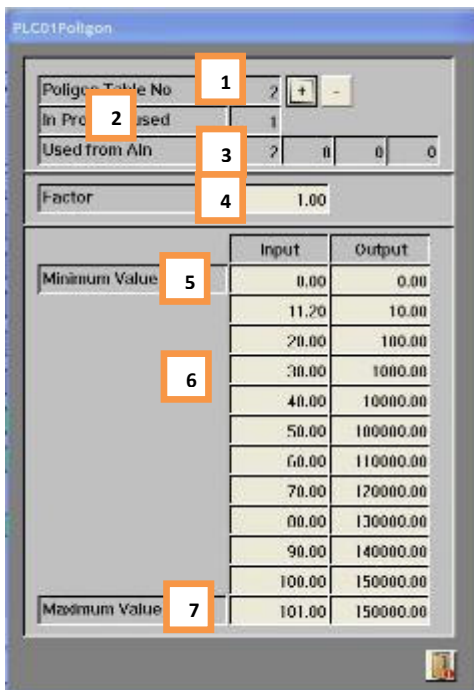 PLC01Poligon
Poligon Table No 1 2 + -
In Pro 2 used 1
Used from AIn 3 2 0 0 0
Factor 4 1.00
Input Output
Minimum Value 5 0.00 0.00
11.20 10.00
20.00 100.00
6 30.00 1000.00
40.00 10000.00
50.00 100000.00
60.00 110000.00
70.00 120000.00
80.00 130000.00
90.00 140000.00
100.00 150000.00
Maximum Value 7 101.00 150000.00